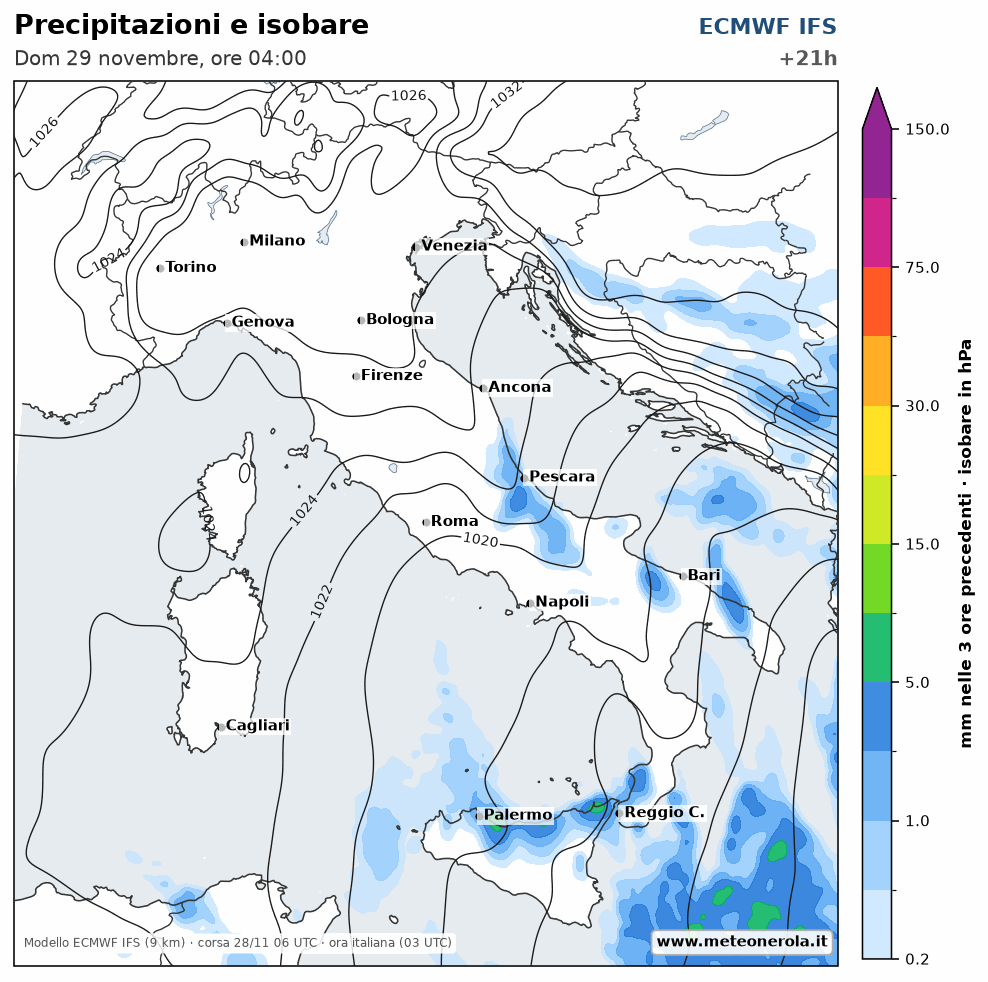 Precipitazioni e isobare
ECMWF IFS
Dom 29 novembre, ore 04:00
+21h
1026
1026
1032
1024
Milano
Venezia
Torino
Genova
Bologna
Firenze
Ancona
Pescara
1024
1024
Roma
1020
Bari
1022
Napoli
Cagliari
Palermo
Reggio C.
Modello ECMWF IFS (9 km) · corsa 28/11 06 UTC · ora italiana (03 UTC)
www.meteonerola.it
150.0
75.0
30.0
15.0
5.0
1.0
0.2
mm nelle 3 ore precedenti · isobare in hPa